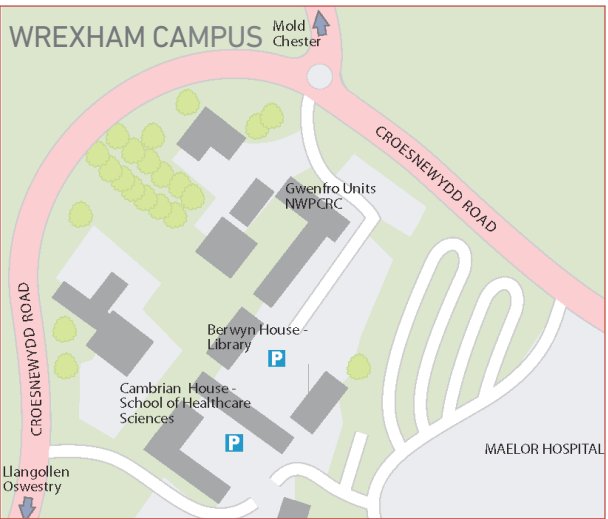 WREXHAM CAMPUS
Mold
Chester
CROESNEWYDD ROAD
Gwenfro Units
NWPCRC
CROESNEWYDD ROAD
Berwyn House -
Library
P
Cambrian House -
School of Healthcare
Sciences
P
MAELOR HOSPITAL
Llangollen
Oswestry